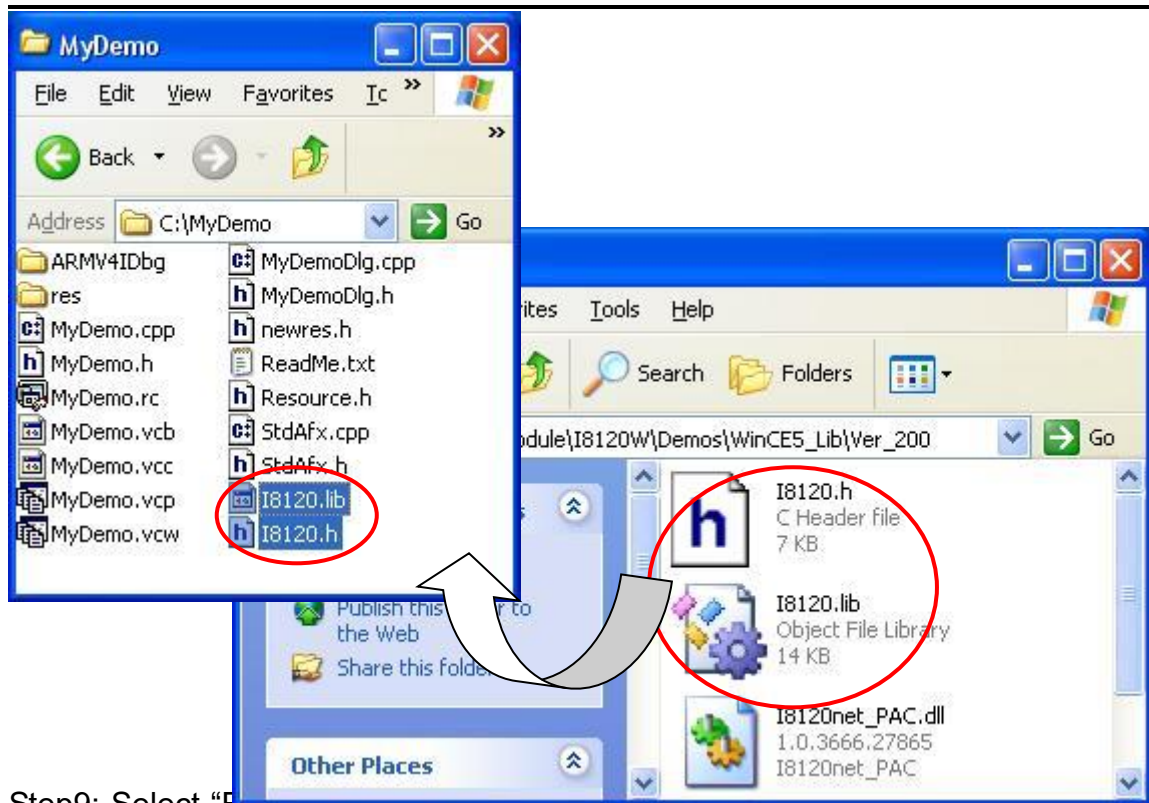 MyDemo
File Edit View Favorites Tc »
Back »
Address C:\MyDemo Go
ARMV4IDbg
res
MyDemo.cpp
MyDemo.h
MyDemo.rc
MyDemo.vcb
MyDemo.vcc
MyDemo.vcp
MyDemo.vcw
MyDemoDlg.cpp
MyDemoDlg.h
newres.h
ReadMe.txt
Resource.h
StdAfx.cpp
StdAfx.h
I8120.lib
I8120.h
Tools Help
Search Folders
I8120W\Demos\WinCE5_Lib\Ver_200 Go
Publish this to
the Web
Share this
Other Places
I8120.h
C Header file
7 KB
I8120.lib
Object File Library
14 KB
I8120net_PAC.dll
1.0.3666.27865
I8120net_PAC
Step9: Select